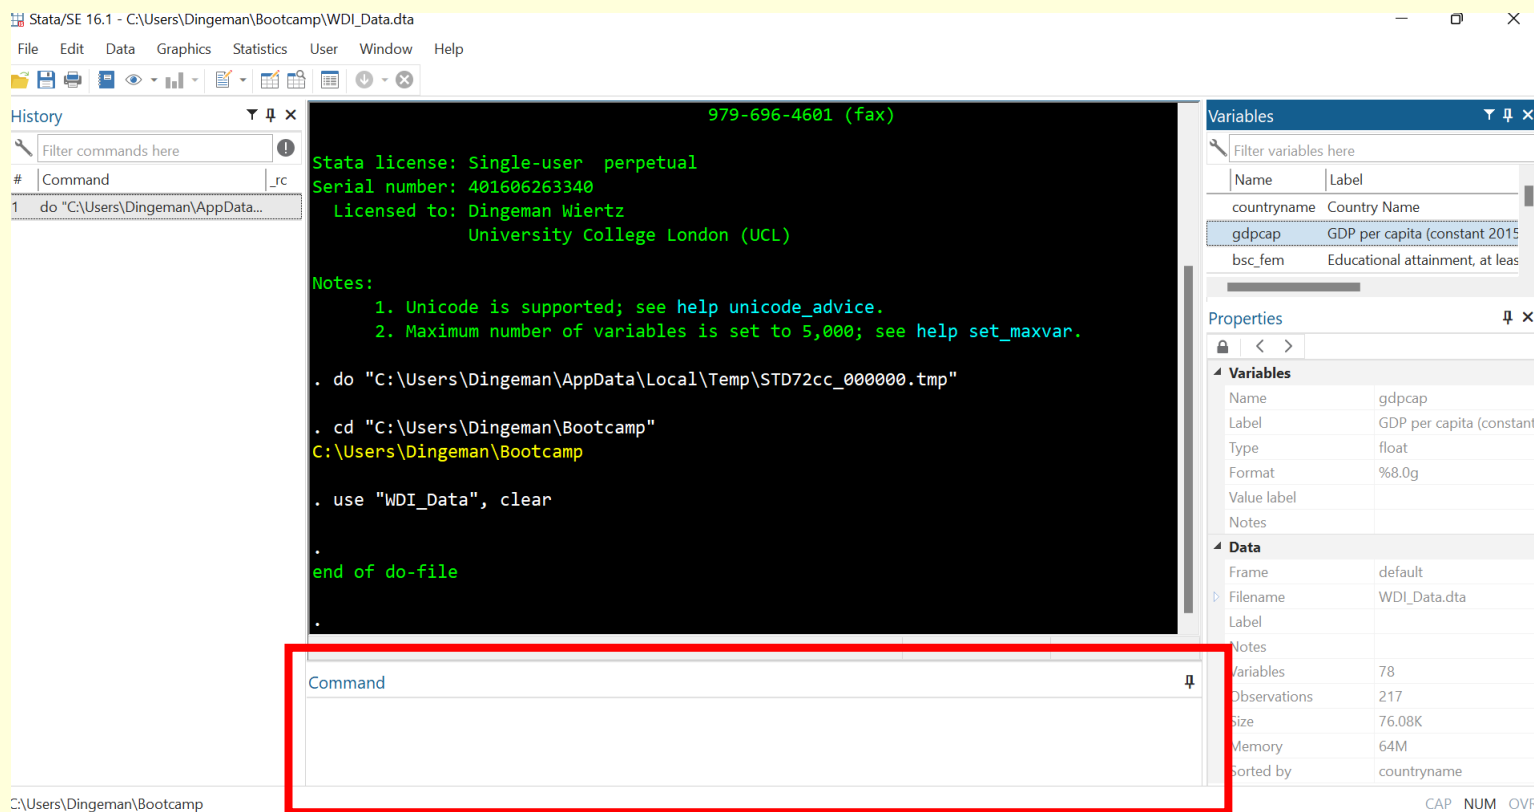 Stata/SE 16.1 - C:\Users\Dingeman\Bootcamp\WDI_Data.dta
File Edit Data Graphics Statistics User Window Help
History
Filter commands here
# Command _rc
1 do "C:\Users\Dingeman\AppData...
979-696-4601 (fax)
Stata license: Single-user perpetual
Serial number: 401606263340
Licensed to: Dingeman Wiertz
University College London (UCL)
Notes:
1. Unicode is supported; see help unicode_advice.
2. Maximum number of variables is set to 5,000; see help set_maxvar.
. do "C:\Users\Dingeman\AppData\Local\Temp\STD72cc_000000.tmp"
. cd "C:\Users\Dingeman\Bootcamp"
C:\Users\Dingeman\Bootcamp
. use "WDI_Data", clear
.
end of do-file
.
Command
Variables
Filter variables here
Name Label
countryname Country Name
gdpcap GDP per capita (constant 2015
bsc_fem Educational attainment, at leas
Properties
Variables
Name gdpcap
Label GDP per capita (constant
Type float
Format %8.0g
Value label
Notes
Data
Frame default
Filename WDI_Data.dta
Label
Notes
Variables 78
Observations 217
Size 76.08K
Memory 64M
Sorted by countryname
C:\Users\Dingeman\Bootcamp
CAP NUM OVR